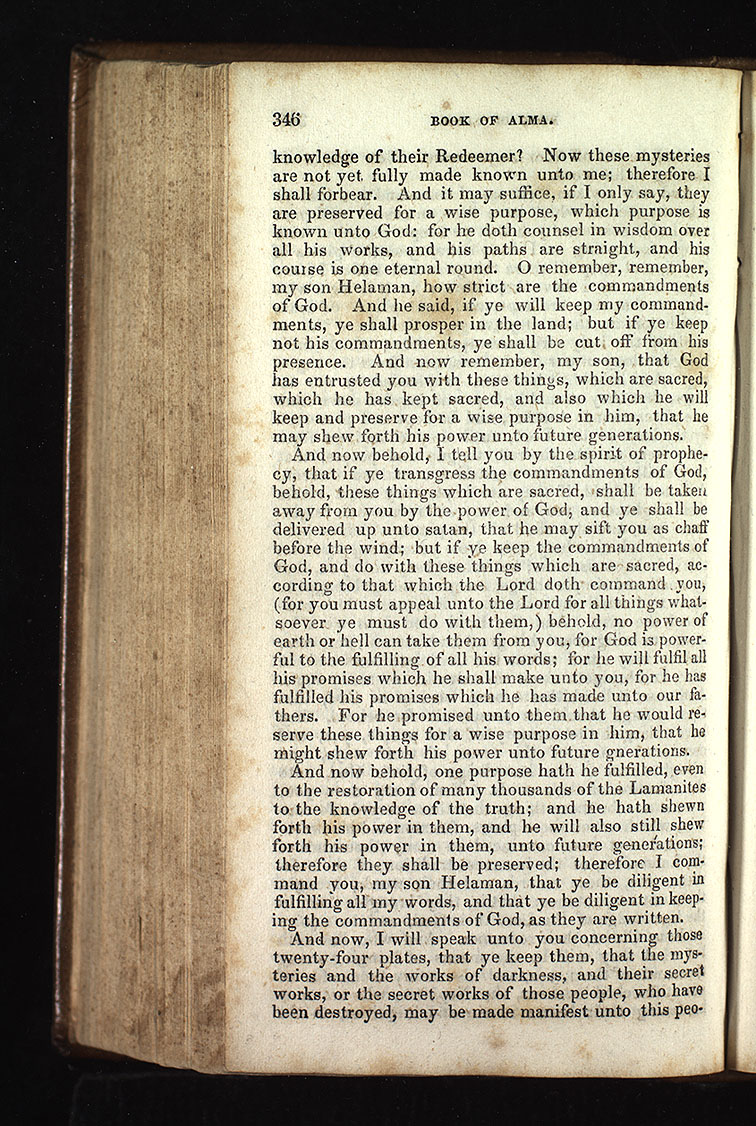 346 BOOK OF ALMA.
knowledge of their Redeemer? Now these mysteries
are not yet fully made known unto me; therefore I
shall forbear. And it may suffice, if I only say, they
are preserved for a wise purpose, which purpose is
known unto God: for he doth counsel in wisdom over
all his works, and his paths are straight, and his
course is one eternal round. O remember, remember,
my son Helaman, how strict are the commandments
of God. And he said, if ye will keep my command-
ments, ye shall prosper in the land; but if ye keep
not his commandments, ye shall be cut off from his
presence. And now remember, my son, that God
has entrusted you with these things, which are sacred,
which he has kept sacred, and also which he will
keep and preserve for a wise purpose in him, that he
may shew forth his power unto future generations.
And now behold, I tell you by the spirit of prophe-
cy, that if ye transgress the commandments of God,
behold, these things which are sacred, shall be taken
away from you by the power of God, and ye shall be
delivered up unto satan, that he may sift you as chaff
before the wind; but if ye keep the commandments of
God, and do with these things which are sacred, ac-
cording to that which the Lord doth command you,
(for you must appeal unto the Lord for all things what-
soever ye must do with them,) behold, no power of
earth or hell can take them from you, for God is power-
ful to the fulfilling of all his words; for he will fulfil all
his promises which he shall make unto you, for he has
fulfilled his promises which he has made unto our fa-
thers. For he promised unto them that he would re-
serve these things for a wise purpose in him, that he
might shew forth his power unto future gnerations.
And now behold, one purpose hath he fulfilled, even
to the restoration of many thousands of the Lamanites
to the knowledge of the truth; and he hath shewn
forth his power in them, and he will also still shew
forth his power in them, unto future generations;
therefore they shall be preserved; therefore I com-
mand you, my son Helaman, that ye be diligent in
fulfilling all my words, and that ye be diligent in keep-
ing the commandments of God, as they are written.
And now, I will speak unto you concerning those
twenty-four plates, that ye keep them, that the mys-
teries and the works of darkness, and their secret
works, or the secret works of those people, who have
been destroyed, may be made manifest unto this peo-